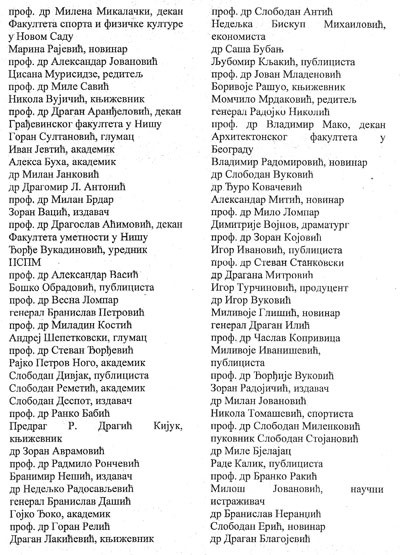 проф. др Милена Микалачки, декан
Факултета спорта и физичке културе
у Новом Саду
Марина Рајевић, новинар
проф. др Александар Јовановић
Цисана Мурисидзе, редитељ
проф. др Миле Савић
Никола Вујичић, књижевник
проф. др Драган Аранђеловић, декан
Грађевинског факултета у Нишу
Горан Султановић, глумац
Иван Јевтић, академик
Алекса Буха, академик
др Милан Јанковић
др Драгомир Л. Антонић
проф. др Милан Брдар
Зоран Вацић, издавач
проф. др Драгослав Аћимовић, декан
Факултета уметности у Нишу
Ђорђе Вукадиновић, уредник
НСПМ
проф. др Александар Васић
Бошко Обрадовић, публициста
проф. др Весна Ломпар
генерал Бранислав Петровић
проф. др Миладин Костић
Андреј Шепетковски, глумац
проф. др Стеван Ђорђевић
Рајко Петров Ного, академик
Слободан Дивјак, публициста
Слободан Реметић, академик
Слободан Деспот, издавач
проф. др Ранко Бабић
Предраг Р. Драгић Кијук,
књижевник
др Зоран Аврамовић
проф. др Радмило Рончевић
Бранимир Нешић, издавач
др Недељко Радосављевић
генерал Бранислав Дашић
Гојко Ђоко, академик
проф. др Горан Релић
Драган Лакићевић, књижевник
проф. др Слободан Антић
Недељка Бискуп Михаиловић,
економиста
др Саша Бубањ
Љубомир Кљакић, публициста
проф. др Јован Младеновић
Боривоје Рашуо, књижевник
Момчило Мрдаковић, редитељ
генерал Радојко Николић
проф. др Владимир Мако, декан
Архитектонског факултета у
Београду
Владимир Радомировић, новинар
др Слободан Вуковић
др Ђуро Ковачевић
Александар Митић, новинар
проф. др Мило Ломпар
Димитрије Војнов, драматург
проф. др Зоран Којовић
Игор Ивановић, публициста
проф. др Стеван Станковски
др Драгана Митровић
Игор Турчиновић, продуцент
др Игор Вуковић
Миливоје Глишић, новинар
генерал Драган Илић
проф. др Часлав Копривица
Миливоје Иванишевић,
публициста
проф. др Ђорђије Вуковић
Зоран Радојичић, издавач
др Милан Јовановић
Никола Томашевић, спортиста
проф. др Слободан Миленковић
пуковник Слободан Стојановић
др Миле Бјелајац
Раде Калик, публициста
проф. др Бранко Ракић
Милош Јовановић, научни
истраживач
др Бранислав Неранџић
Слободан Ерић, новинар
др Драган Благојевић